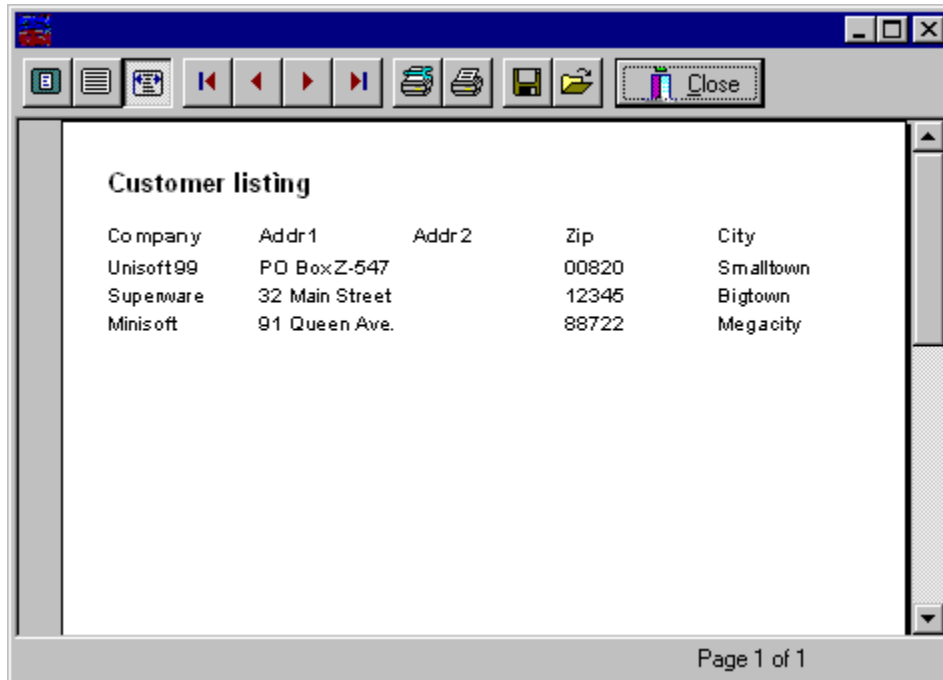 Close
Customer listing
Company Addr1 Addr2 Zip City
Unisoft99 PO Box Z-547 00820 Smalltown
Superware 32 Main Street 12345 Bigtown
Minisoft 91 Queen Ave. 88722 Megacity
Page 1 of 1